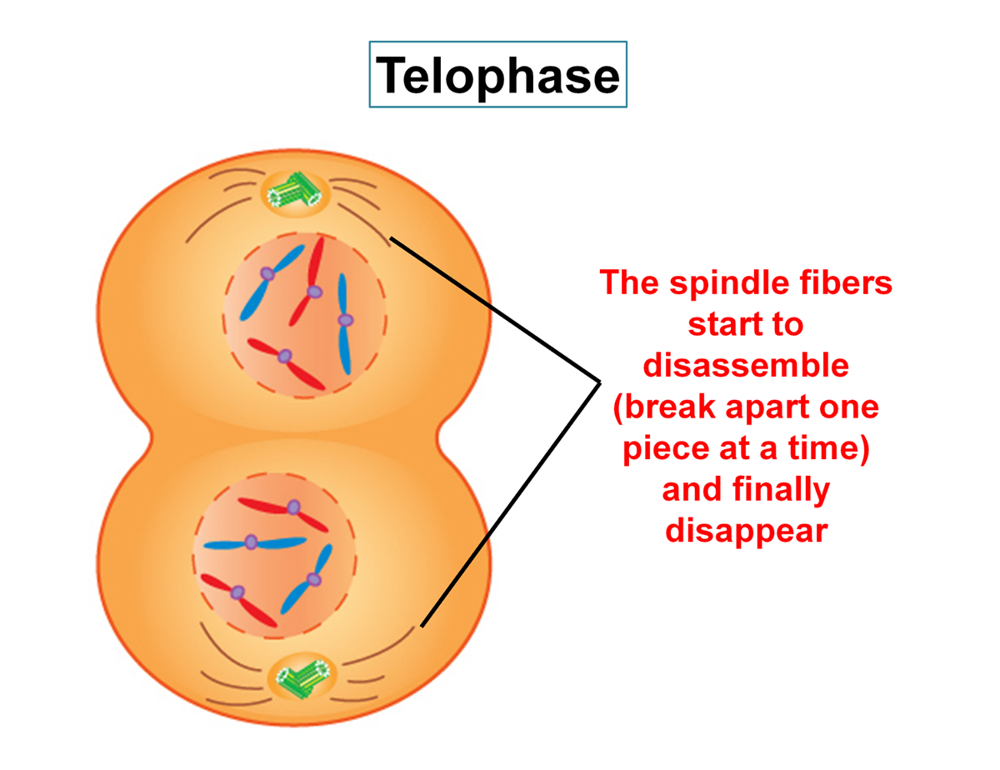 Telophase
The spindle fibers
start to
disassemble
(break apart one
piece at a time)
and finally
disappear